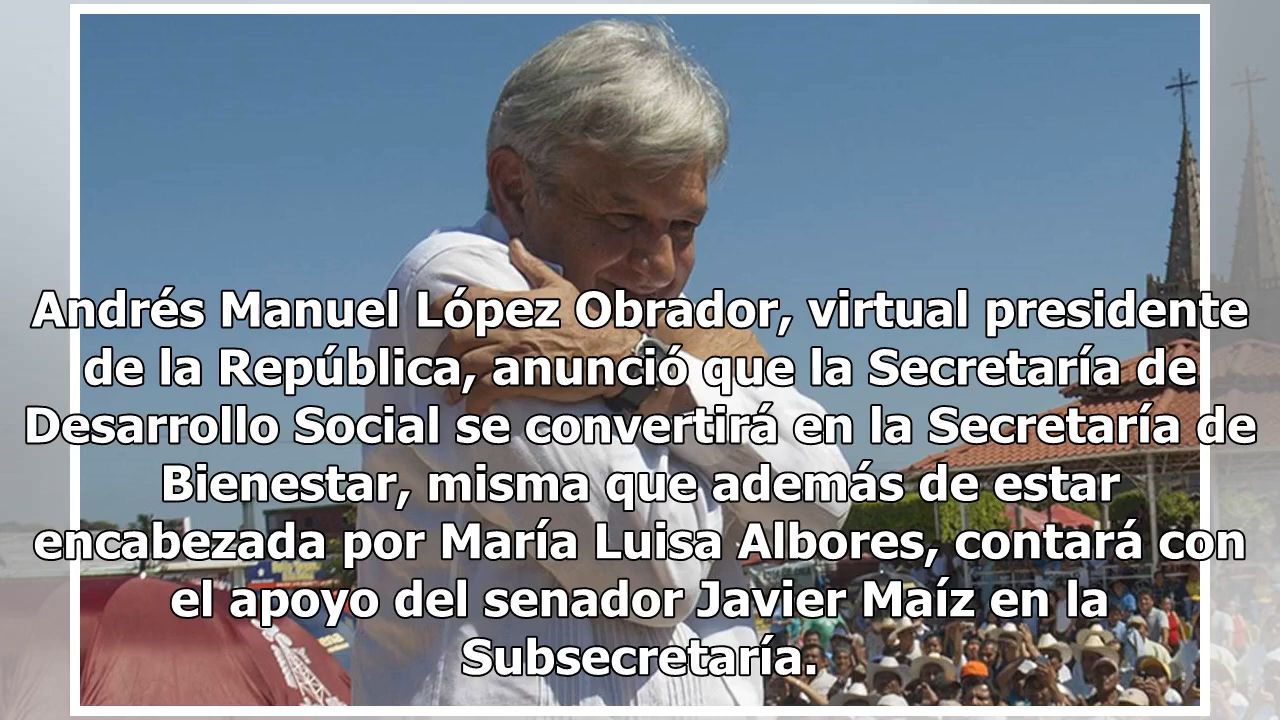 Andrés Manuel López Obrador, virtual presidente
de la República, anunció que la Secretaría de
Desarrollo Social se convertirá en la Secretaría de
Bienestar, misma que además de estar
encabezada por María Luisa Albores, contará con
el apoyo del senador Javier Maíz en la
Subsecretaría.